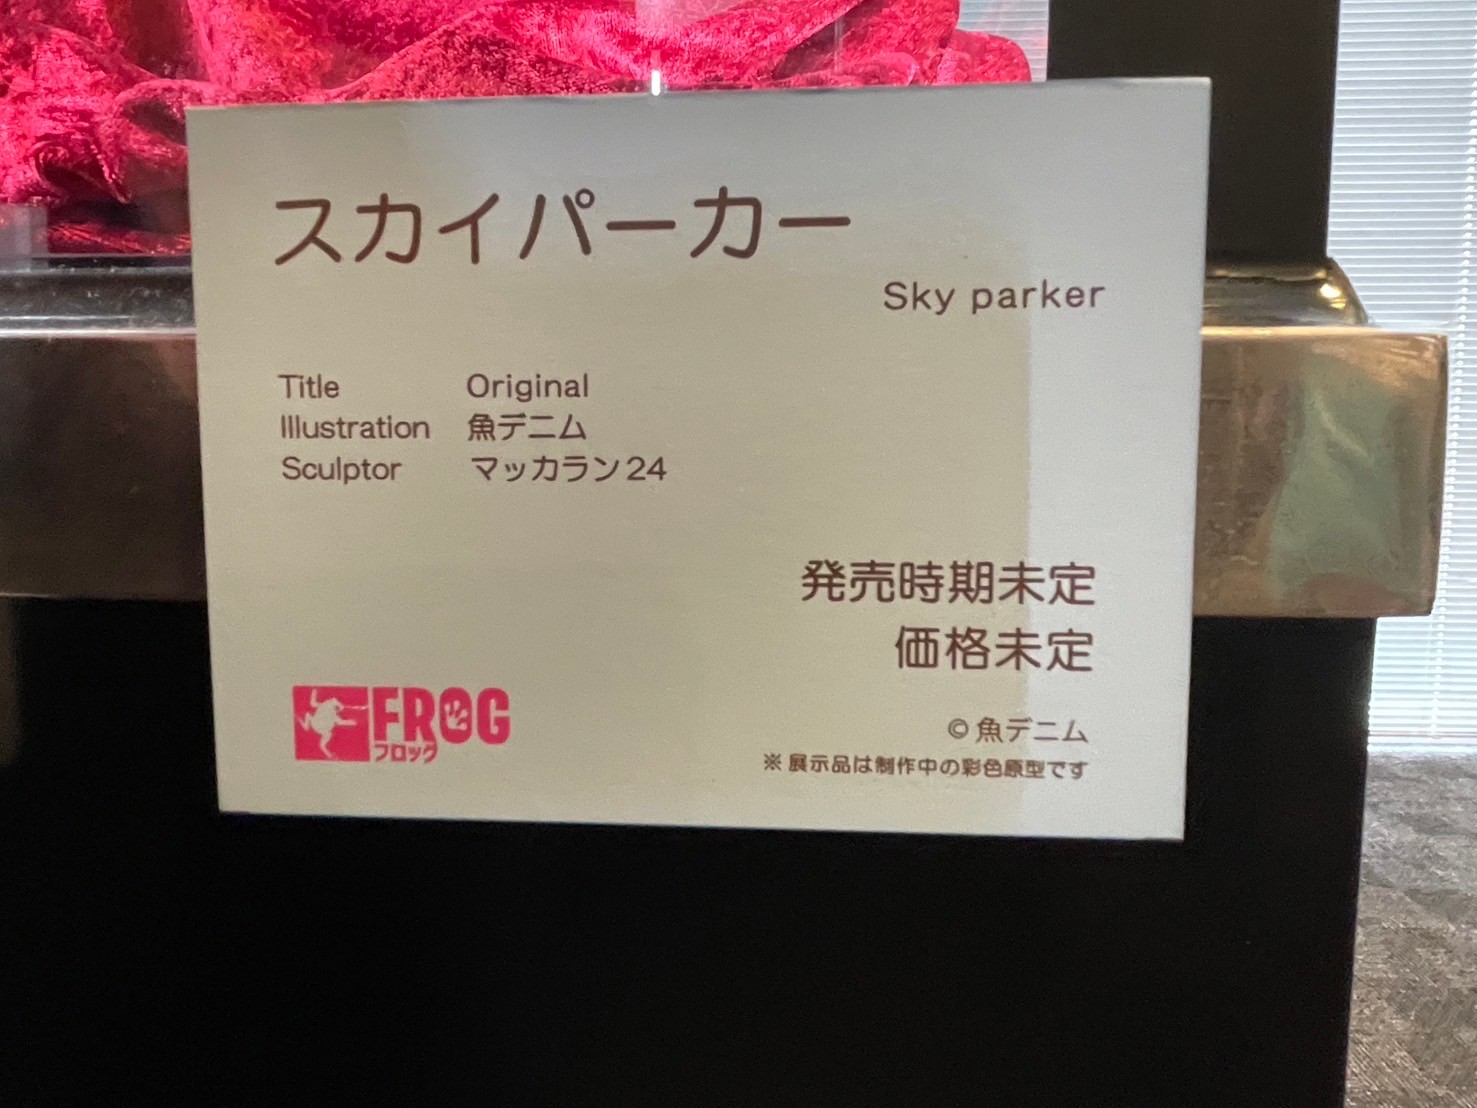 スカイパーカー
Sky parker
Title Original
Illustration 魚デニム
Sculptor マッカラン24
発売時期未定
価格未定
FROG
フロッグ
©魚デニム
※展示品は制作中の彩色原型です